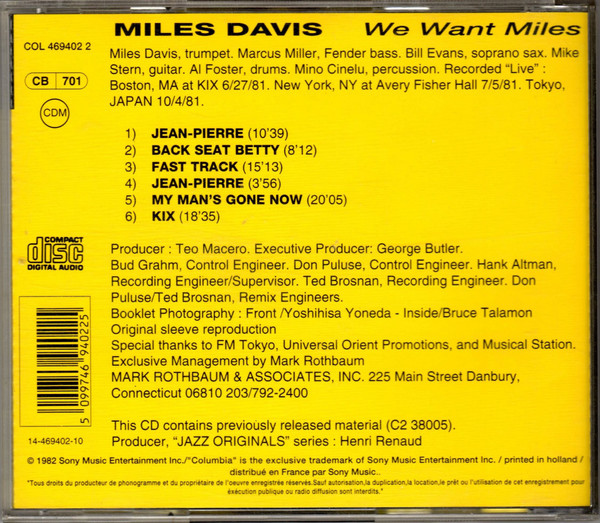 MILES DAVIS We Want Miles
COL 469402 2
CB 701
CDM
Miles Davis, trumpet. Marcus Miller, Fender bass. Bill Evans, soprano sax. Mike
Stern, guitar. Al Foster, drums. Mino Cinelu, percussion. Recorded "Live" :
Boston, MA at KIX 6/27/81. New York, NY at Avery Fisher Hall 7/5/81. Tokyo,
JAPAN 10/4/81.
1) JEAN-PIERRE (10'39)
2) BACK SEAT BETTY (8'12)
3) FAST TRACK (15'13)
4) JEAN-PIERRE (3'56)
5) MY MAN'S GONE NOW (20'05)
6) KIX (18'35)
COMPACT
disc
DIGITAL AUDIO
Producer : Teo Macero. Executive Producer: George Butler.
Bud Grahm, Control Engineer. Don Puluse, Control Engineer. Hank Altman,
Recording Engineer/Supervisor. Ted Brosnan, Recording Engineer. Don
Puluse/Ted Brosnan, Remix Engineers.
Booklet Photography : Front /Yoshihisa Yoneda - Inside/Bruce Talamon
Original sleeve reproduction
Special thanks to FM Tokyo, Universal Orient Promotions, and Musical Station.
Exclusive Management by Mark Rothbaum
MARK ROTHBAUM & ASSOCIATES, INC. 225 Main Street Danbury,
Connecticut 06810 203/792-2400
5 099746 940225
This CD contains previously released material (C2 38005).
14-469402-10
Producer, "JAZZ ORIGINALS" series : Henri Renaud
© 1982 Sony Music Entertainment Inc./"Columbia" is the exclusive trademark of Sony Music Entertainment Inc. / printed in holland /
distribué en France par Sony Music..
"Tous droits du producteur de phonogramme et du propriétaire de l'oeuvre enregistrée réservés.Sauf autorisation,la duplication,la location,le prêt ou l'utilisation de cet enregistrement pour
éxécution publique ou radio diffusion sont interdits."